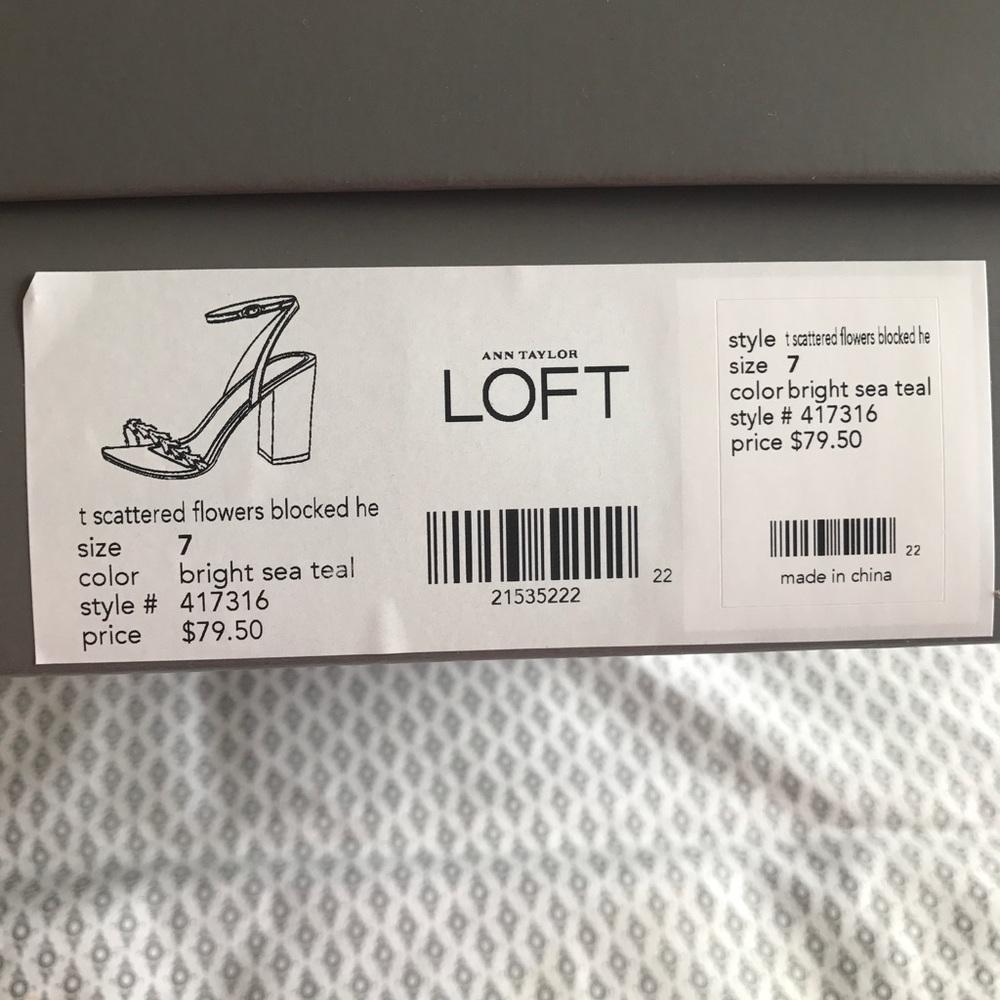 t scattered flowers blocked he
size 7
color bright sea teal
style # 417316
price $79.50
ANN TAYLOR
LOFT
21535222
22
style t scattered flowers blocked he
size 7
color bright sea teal
style # 417316
price $79.50
22
made in china